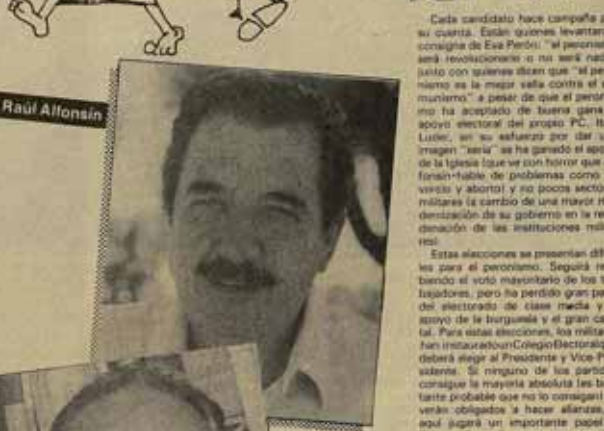 Raúl Alfonsín
Cada candidato hace campaña
su cuenta. Están quienes levantan
consigna de Eva Perón: "el peronis
será revolucionario o no será nad
junto con quienes dicen que "el pe
nismo es la mejor valla contra el
munismo" a pesar de que el peron
mo ha aceptado de buena gana
apoyo electoral del propio PC. It
Luder, en su esfuerzo por dar u
imagen "seria" se ha ganado el apo
de la Iglesia (que ve con horror que
fonsín hable de problemas como
vorcio y aborto) y no pocos secto
militares (a cambio de una mayor m
derización de su gobierno en la re
denación de las instituciones mili
res).
Estas elecciones se presentan difí
les para el peronismo. Seguirá re
biendo el voto mayoritario de los t
bajadores, pero ha perdido gran pa
del electorado de clase media y
apoyo de la burguesía y el gran ca
tal. Para estas elecciones, los milita
han instaurado un Colegio Electoral q
deberá elegir al Presidente y Vice-P
sidente. Si ninguno de los partid
consigue la mayoría absoluta (es b
tante probable que no lo consigan)
verán obligados a hacer alianzas,
aquí jugará un importante papel